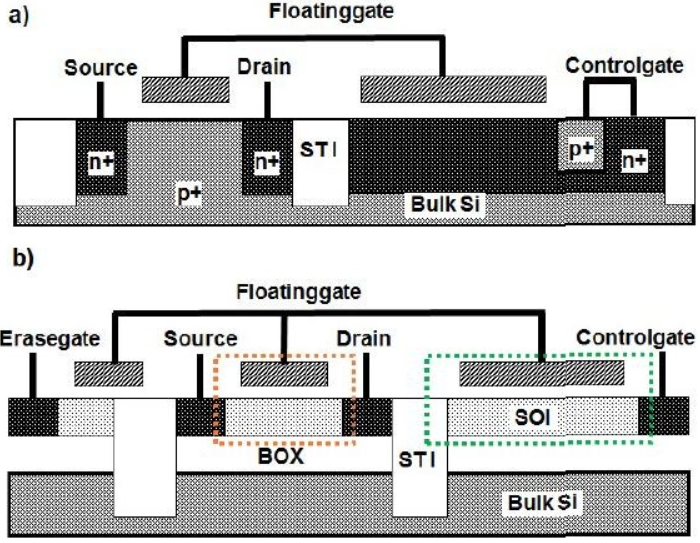 a)
Floatinggate
Source
Drain
Controlgate
n+
n+
STI
p+
n+
p+
Bulk Si
b)
Floatinggate
Erasegate
Source
Drain
Controlgate
SOI
BOX
STI
Bulk Si